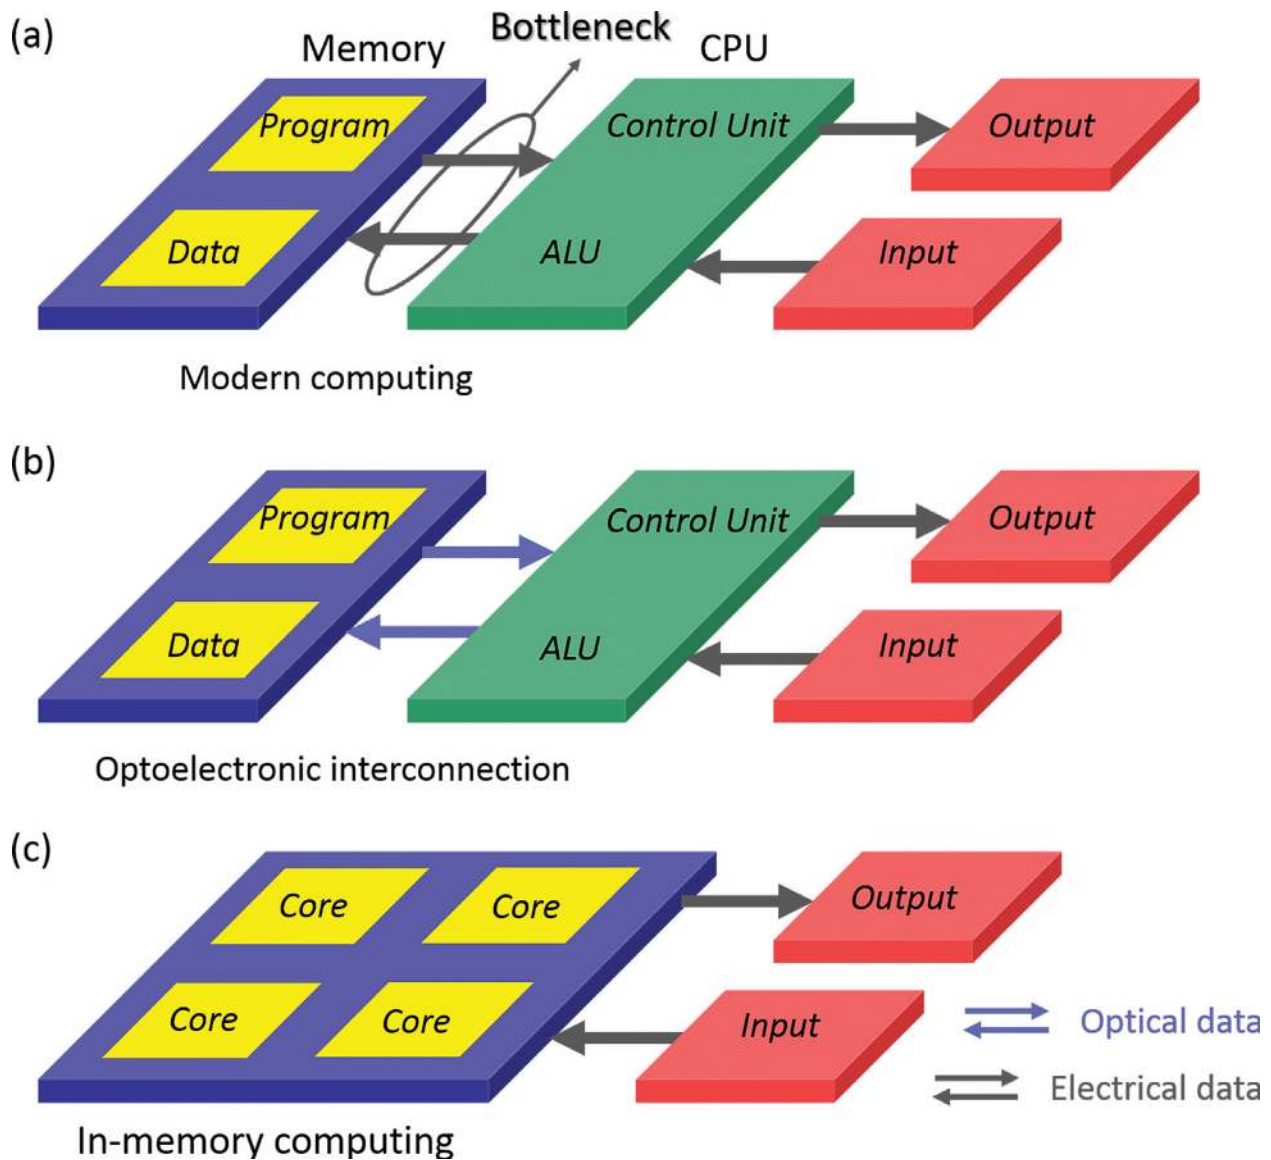 (a)
Memory
Bottleneck
CPU
Program
Control Unit
Output
Data
ALU
Input
Modern computing
(b)
Program
Control Unit
Output
Data
ALU
Input
Optoelectronic interconnection
(c)
Core
Core
Output
Core
Core
Input
Optical data
Electrical data
In-memory computing